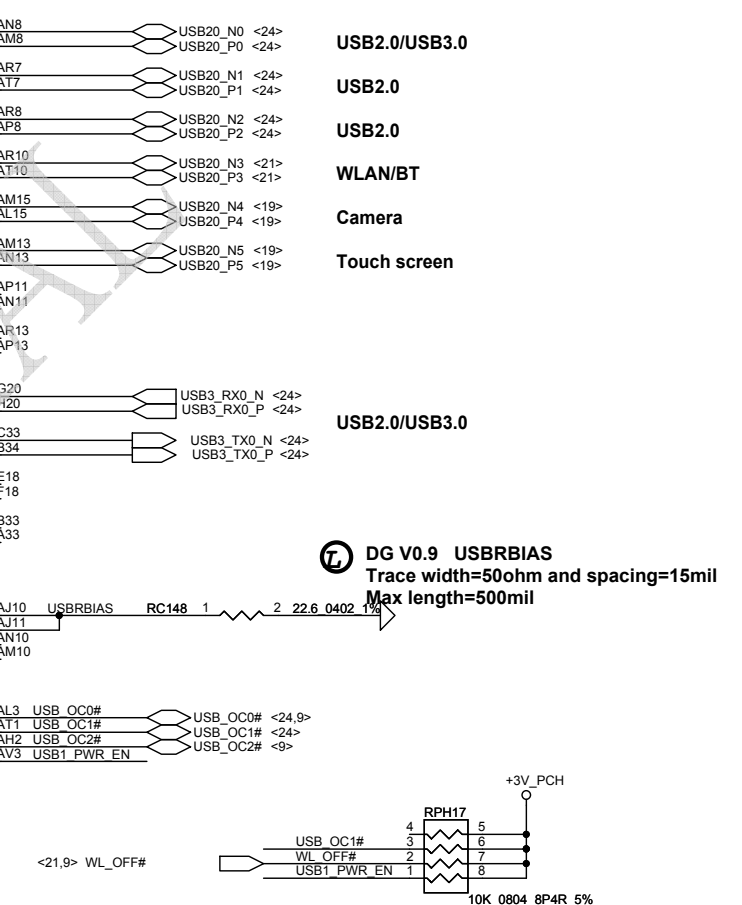 AN8 USB20_N0 <24>
AM8 USB20_P0 <24> USB2.0/USB3.0
AR7 USB20_N1 <24>
AT7 USB20_P1 <24> USB2.0
AR8 USB20_N2 <24>
AP8 USB20_P2 <24> USB2.0
AR10 USB20_N3 <21>
AT10 USB20_P3 <21> WLAN/BT
AM15 USB20_N4 <19>
AL15 USB20_P4 <19> Camera
AM13 USB20_N5 <19>
AN13 USB20_P5 <19> Touch screen
AP11
AN11
AR13
AP13
G20 USB3_RX0_N <24>
H20 USB3_RX0_P <24>
USB2.0/USB3.0
C33 USB3_TX0_N <24>
B34 USB3_TX0_P <24>
E18
F18
B33
A33
L DG V0.9 USBRBIAS
Trace width=50ohm and spacing=15mil
Max length=500mil
AJ10 USBRBIAS RC148 1 2 22.6_0402_1%
AJ11
AN10
AM10
AL3 USB_OC0# USB_OC0# <24,9>
AT1 USB_OC1# USB_OC1# <24>
AH2 USB_OC2# USB_OC2# <9>
AV3 USB1_PWR_EN
+3V_PCH
RPH17
4 5
USB_OC1# 3 6
<21,9> WL_OFF# WL_OFF# 2 7
USB1_PWR_EN 1 8
10K_0804_8P4R_5%